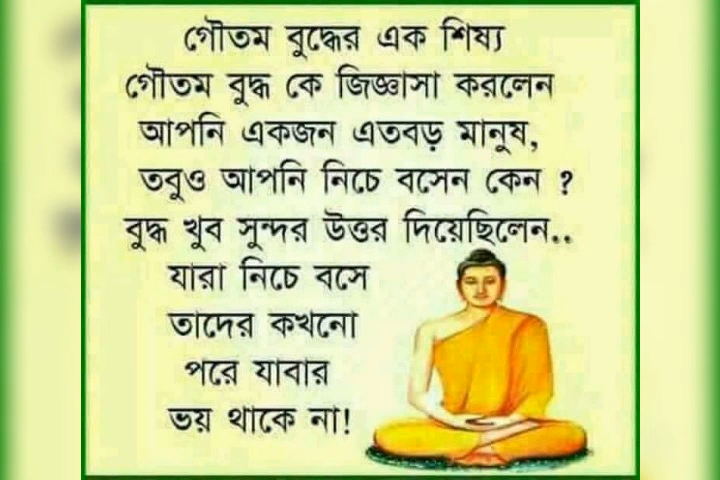 গৌতম বুদ্ধের এক শিষ্য
গৌতম বুদ্ধ কে জিজ্ঞাসা করলেন
আপনি একজন এতবড় মানুষ,
তবুও আপনি নিচে বসেন কেন ?
বুদ্ধ খুব সুন্দর উত্তর দিয়েছিলেন..
যারা নিচে বসে
তাদের কখনো
পরে যাবার
ভয় থাকে না!